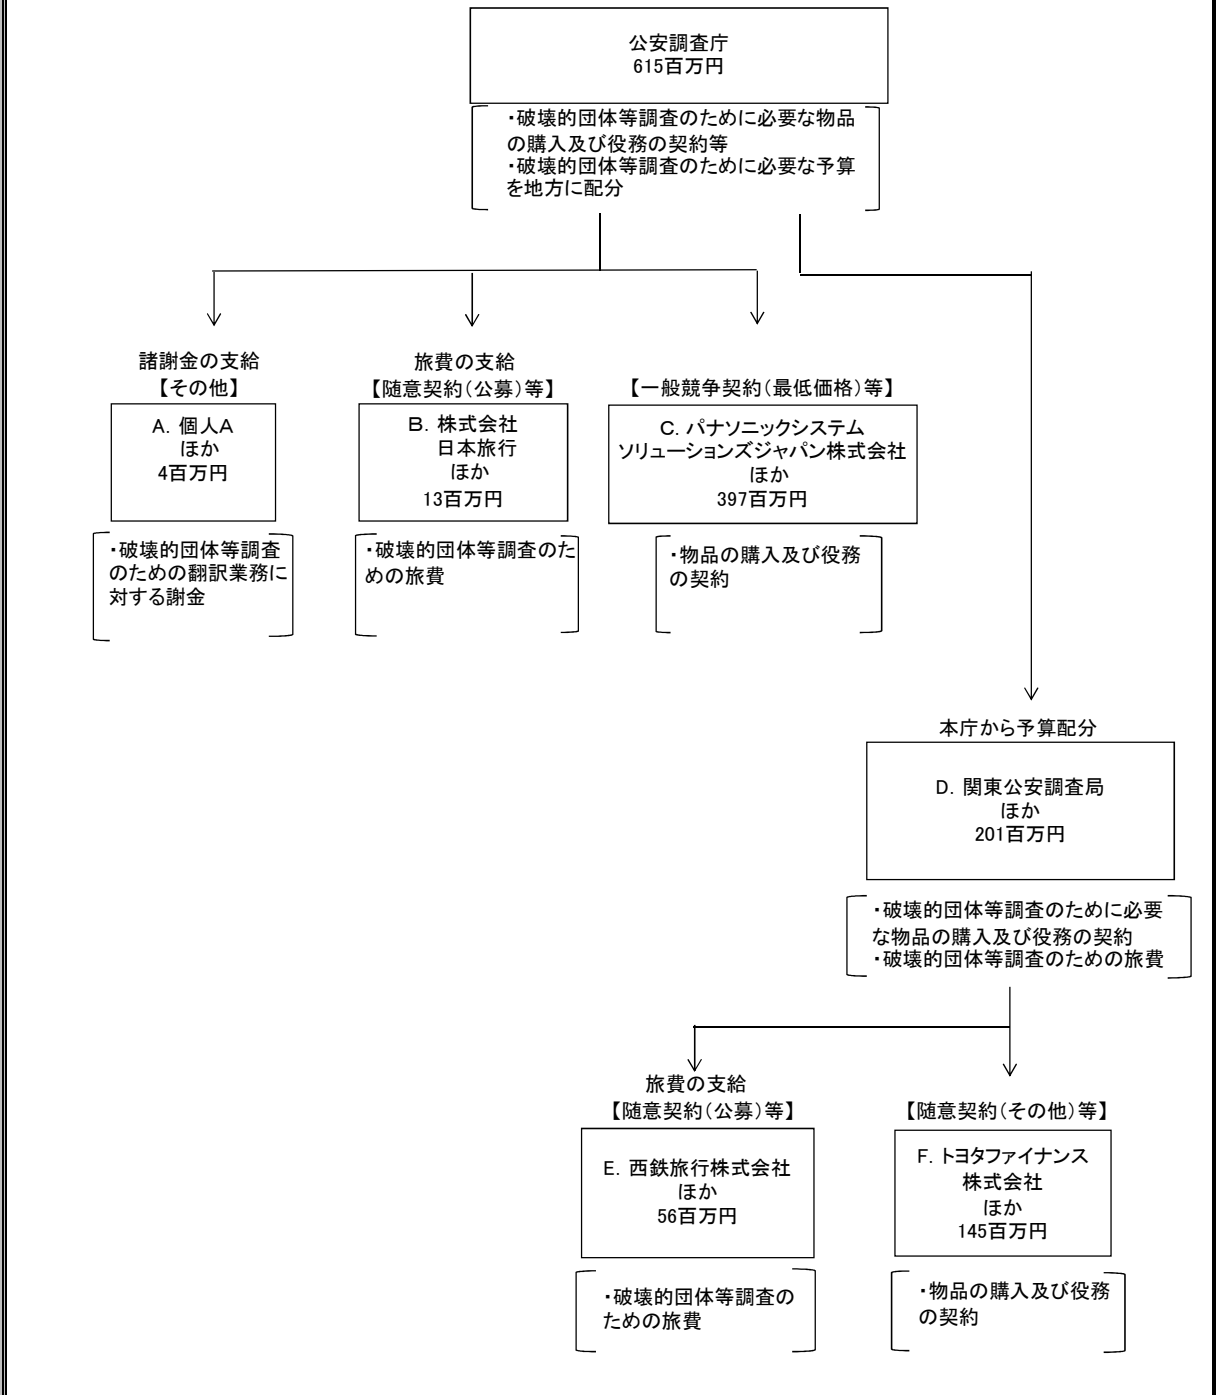 公安調査庁
615百万円
・破壊的団体等調査のために必要な物品
の購入及び役務の契約等
・破壊的団体等調査のために必要な予算
を地方に配分
諸謝金の支給
【その他】
A．個人A
ほか
4百万円
・破壊的団体等調査
のための翻訳業務に
対する謝金
旅費の支給
【随意契約（公募）等】
B．株式会社
日本旅行
ほか
13百万円
・破壊的団体等調査のた
めの旅費
【一般競争契約（最低価格）等】
C．パナソニックシステム
ソリューションズジャパン株式会社
ほか
397百万円
・物品の購入及び役務
の契約
本庁から予算配分
D．関東公安調査局
ほか
201百万円
・破壊的団体等調査のために必要
な物品の購入及び役務の契約
・破壊的団体等調査のための旅費
旅費の支給
【随意契約（公募）等】
E．西鉄旅行株式会社
ほか
56百万円
・破壊的団体等調査の
ための旅費
【随意契約（その他）等】
F．トヨタファイナンス
株式会社
ほか
145百万円
・物品の購入及び役務
の契約